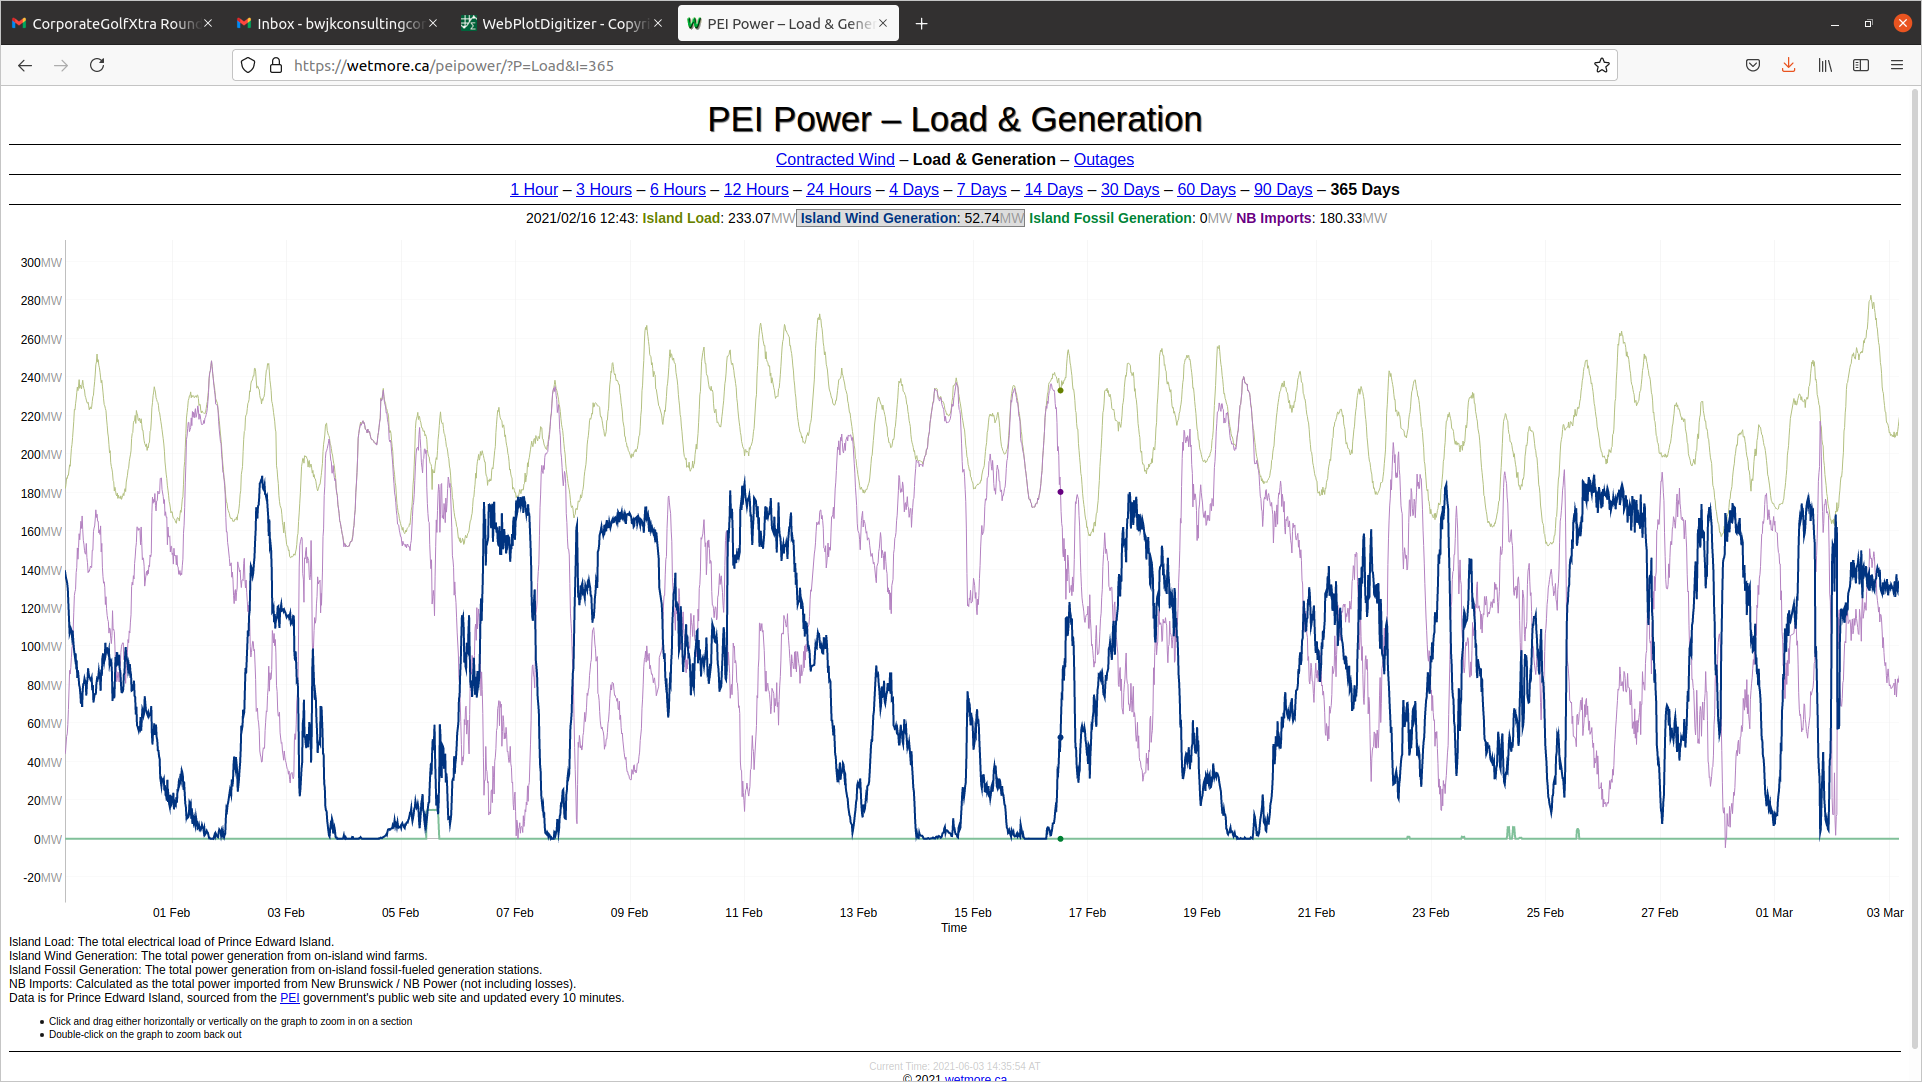 CorporateGolfXtra Roun
Inbox - bwjkconsultingco
WebPlotDigitizer - Copyri
PEI Power – Load & Gene
https://wetmore.ca/peipower/?P=Load&I=365
PEI Power – Load & Generation
Contracted Wind – Load & Generation – Outages
1 Hour – 3 Hours – 6 Hours – 12 Hours – 24 Hours – 4 Days – 7 Days – 14 Days – 30 Days – 60 Days – 90 Days – 365 Days
2021/02/16 12:43: Island Load: 233.07MW Island Wind Generation: 52.74MW Island Fossil Generation: 0MW NB Imports: 180.33MW
300MW
280MW
260MW
240MW
220MW
200MW
180MW
160MW
140MW
120MW
100MW
80MW
60MW
40MW
20MW
0MW
-20MW
01 Feb 03 Feb 05 Feb 07 Feb 09 Feb 11 Feb 13 Feb 15 Feb 17 Feb 19 Feb 21 Feb 23 Feb 25 Feb 27 Feb 01 Mar 03 Mar
Time
Island Load: The total electrical load of Prince Edward Island.
Island Wind Generation: The total power generation from on-island wind farms.
Island Fossil Generation: The total power generation from on-island fossil-fueled generation stations.
NB Imports: Calculated as the total power imported from New Brunswick / NB Power (not including losses).
Data is for Prince Edward Island, sourced from the PEI government's public web site and updated every 10 minutes.
• Click and drag either horizontally or vertically on the graph to zoom in on a section
• Double-click on the graph to zoom back out
Current Time: 2021-06-03 14:35:54 AT
© 2021 wetmore.ca